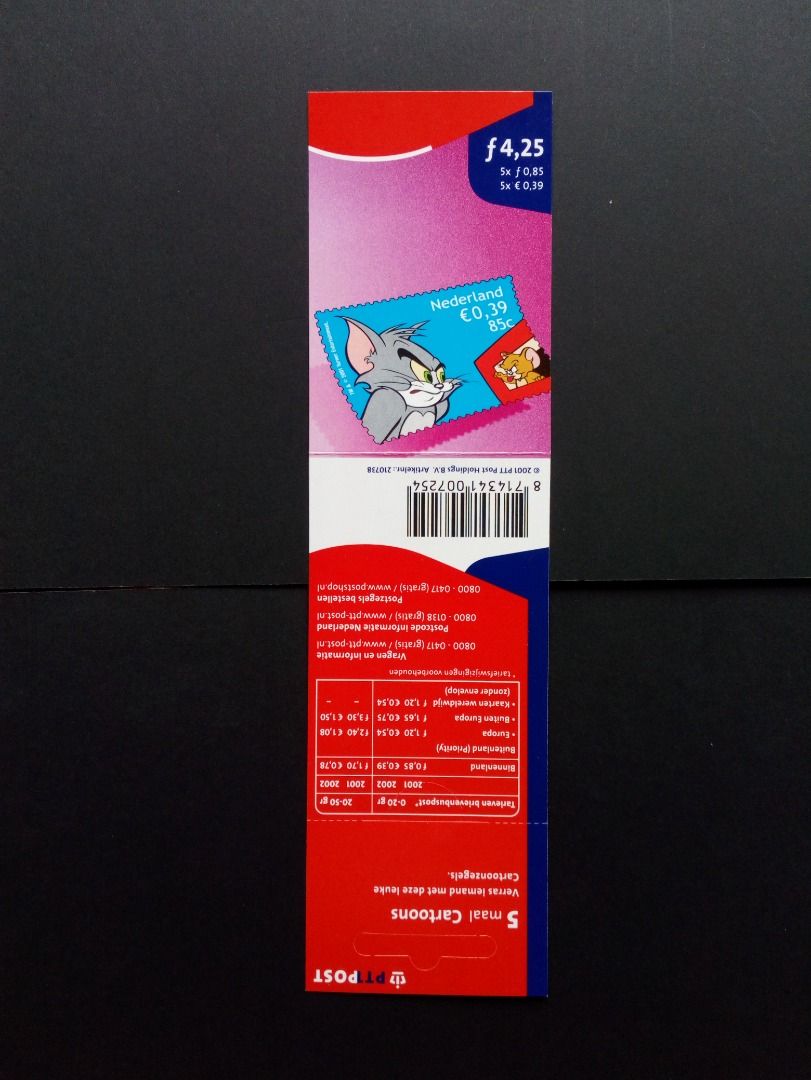 ƒ 4,25
5x ƒ 0,85
5x € 0,39
Nederland
€ 0,39
85c
© 2001 PTT Post Holdings B.V. Artikelnr.: 210738
8 714341 007254
PTT POST
5 maal Cartoons
Verras iemand met deze leuke
Cartoonzegels.
Tarieven brievenbuspost* 0-20 gr 20-50 gr
2001 2002 2001 2002
Binnenland ƒ 0,85 € 0,39 ƒ 1,70 € 0,78
Buitenland (Priority)
• Europa ƒ 1,20 € 0,54 ƒ 2,40 € 1,08
• Buiten Europa ƒ 1,65 € 0,75 ƒ 3,30 € 1,50
• Kaarten wereldwijd ƒ 1,20 € 0,54 – –
(zonder envelop)
* tariefswijzigingen voorbehouden
Vragen en informatie
0800 - 0417 (gratis) / www.ptt-post.nl
Postcode informatie Nederland
0800 - 0138 (gratis) / www.ptt-post.nl
Postzegels bestellen
0800 - 0417 (gratis) / www.postshop.nl